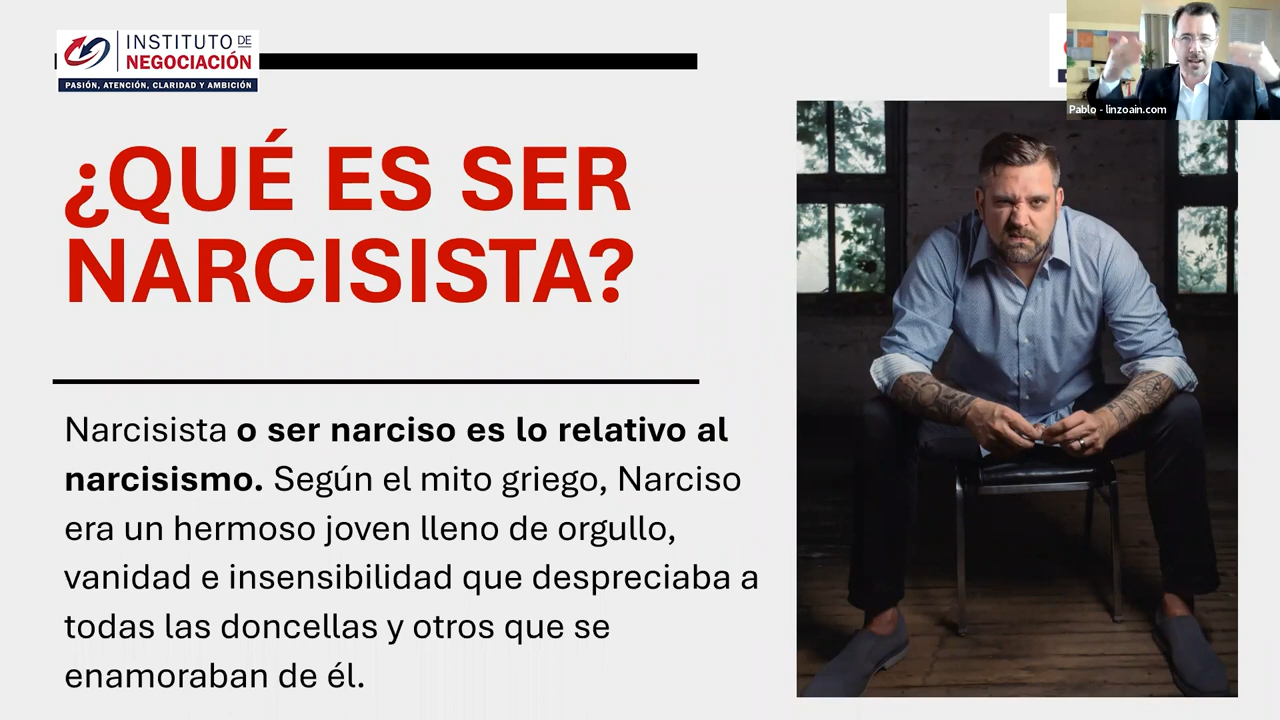 INSTITUTO DE
NEGOCIACIÓN
PASIÓN, ATENCIÓN, CLARIDAD Y AMBICIÓN
Pablo - linzoain.com
¿QUÉ ES SER
NARCISISTA?
Narcisista o ser narciso es lo relativo al
narcisismo. Según el mito griego, Narciso
era un hermoso joven lleno de orgullo,
vanidad e insensibilidad que despreciaba a
todas las doncellas y otros que se
enamoraban de él.